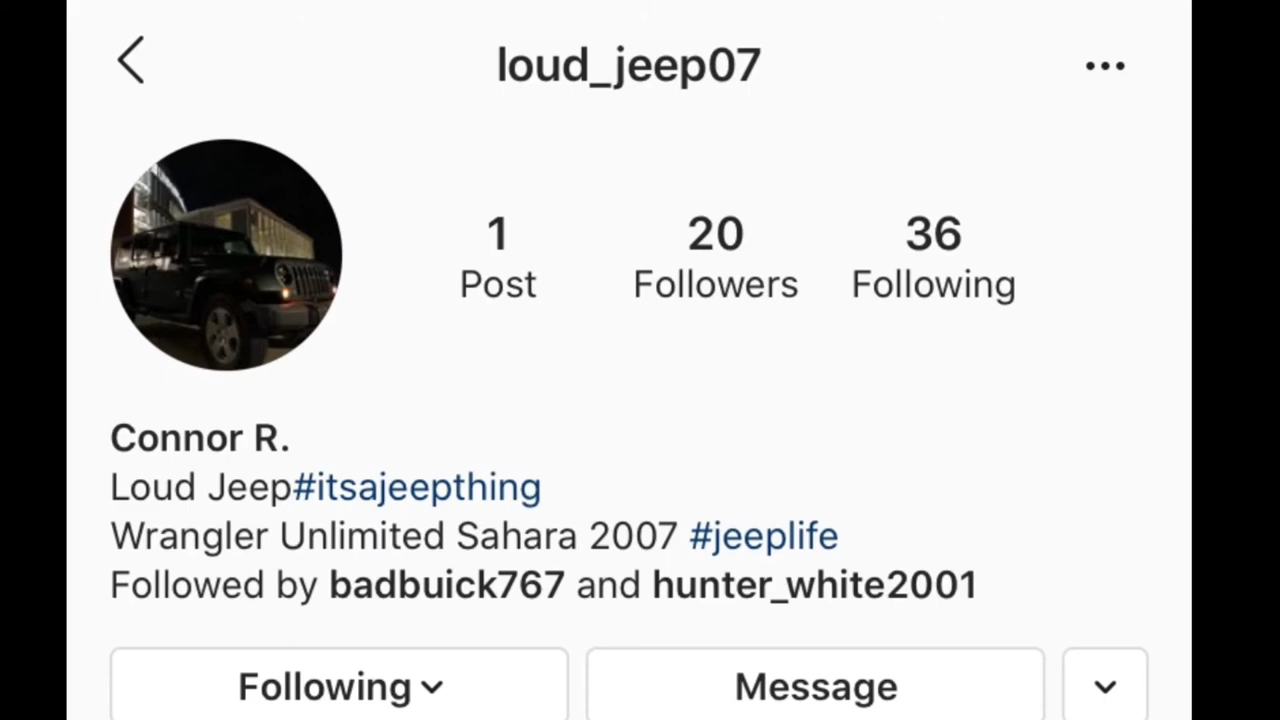 loud_jeep07
1 20 36
Post Followers Following
Connor R.
Loud Jeep#itsajeepthing
Wrangler Unlimited Sahara 2007 #jeeplife
Followed by badbuick767 and hunter_white2001
Following Message